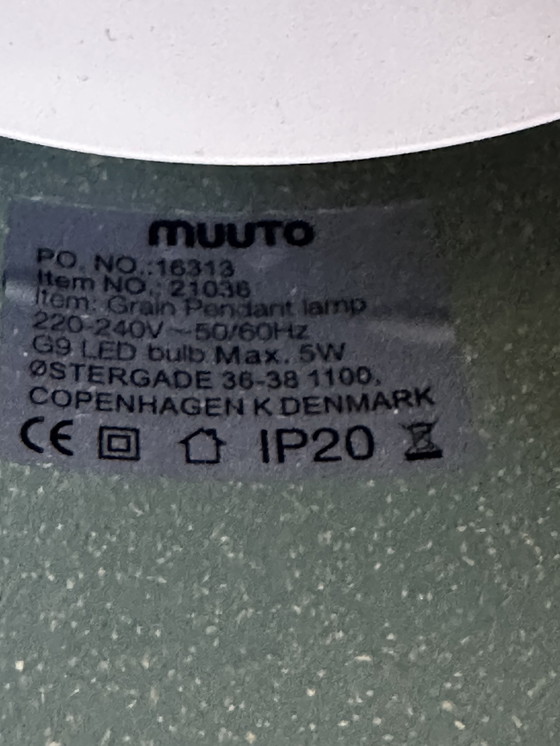 muuto
PO. NO.:16313
Item NO.: 21036
Item: Grain Pendant lamp
220-240V ~ 50/60Hz
G9 LED bulb Max. 5W
ØSTERGADE 36-38 1100,
COPENHAGEN K DENMARK
CE IP20